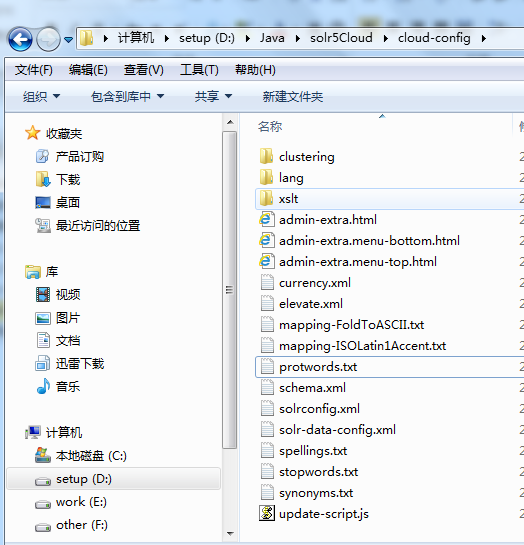 计算机 setup (D:) Java solr5Cloud cloud-config
文件(F) 编辑(E) 查看(V) 工具(T) 帮助(H)
组织 包含到库中 共享 新建文件夹
收藏夹
产品订购
下载
桌面
最近访问的位置
库
视频
图片
文档
迅雷下载
音乐
计算机
本地磁盘 (C:)
setup (D:)
work (E:)
other (F:)
名称
clustering
lang
xslt
admin-extra.html
admin-extra.menu-bottom.html
admin-extra.menu-top.html
currency.xml
elevate.xml
mapping-FoldToASCII.txt
mapping-ISOLatin1Accent.txt
protwords.txt
schema.xml
solrconfig.xml
solr-data-config.xml
spellings.txt
stopwords.txt
synonyms.txt
update-script.js